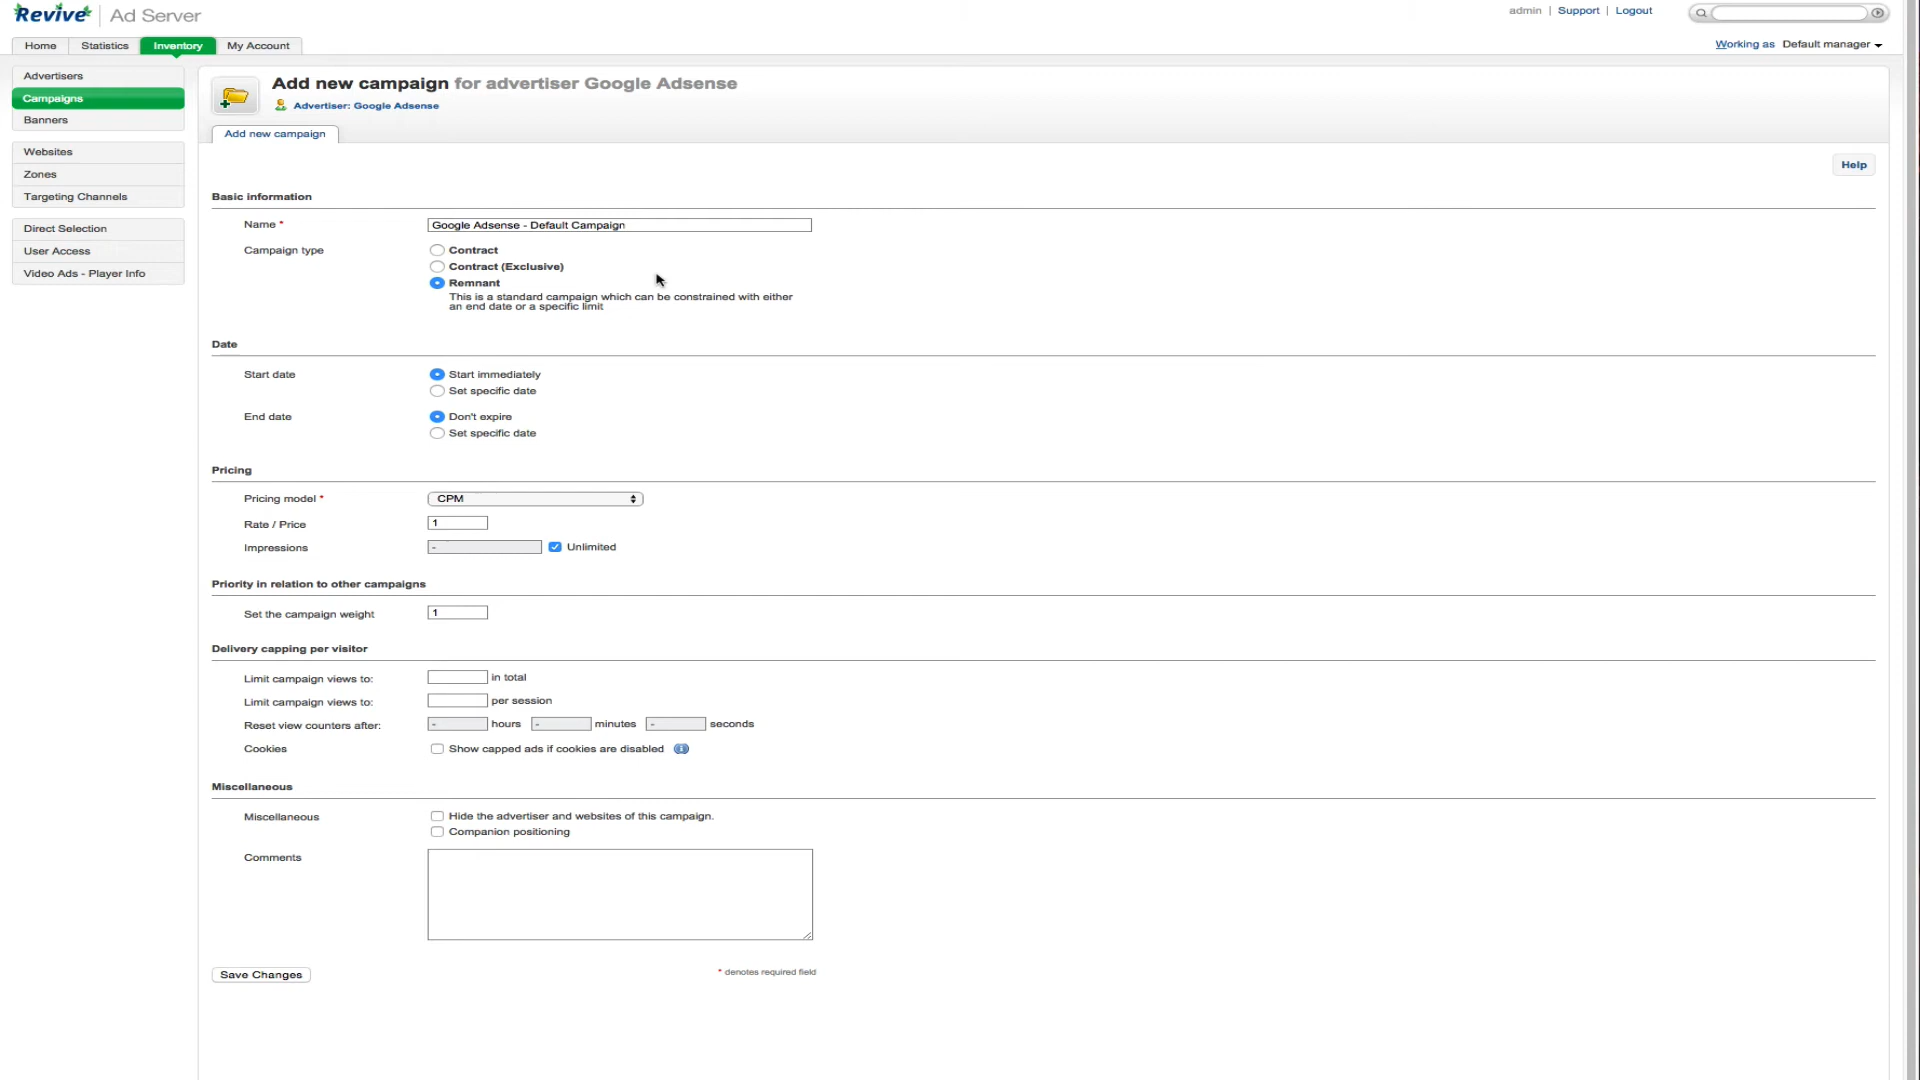 Revive Ad Server
admin | Support | Logout
Home Statistics Inventory My Account
Working as Default manager
Advertisers
Campaigns
Banners
Websites
Zones
Targeting Channels
Direct Selection
User Access
Video Ads - Player Info
Add new campaign for advertiser Google Adsense
Advertiser: Google Adsense
Add new campaign
Help
Basic information
Name * Google Adsense - Default Campaign
Campaign type Contract
Contract (Exclusive)
Remnant
This is a standard campaign which can be constrained with either
an end date or a specific limit
Date
Start date Start immediately
Set specific date
End date Don't expire
Set specific date
Pricing
Pricing model * CPM
Rate / Price 1
Impressions - Unlimited
Priority in relation to other campaigns
Set the campaign weight 1
Delivery capping per visitor
Limit campaign views to: in total
Limit campaign views to: per session
Reset view counters after: - hours - minutes - seconds
Cookies Show capped ads if cookies are disabled
Miscellaneous
Miscellaneous Hide the advertiser and websites of this campaign.
Companion positioning
Comments
Save Changes
* denotes required field